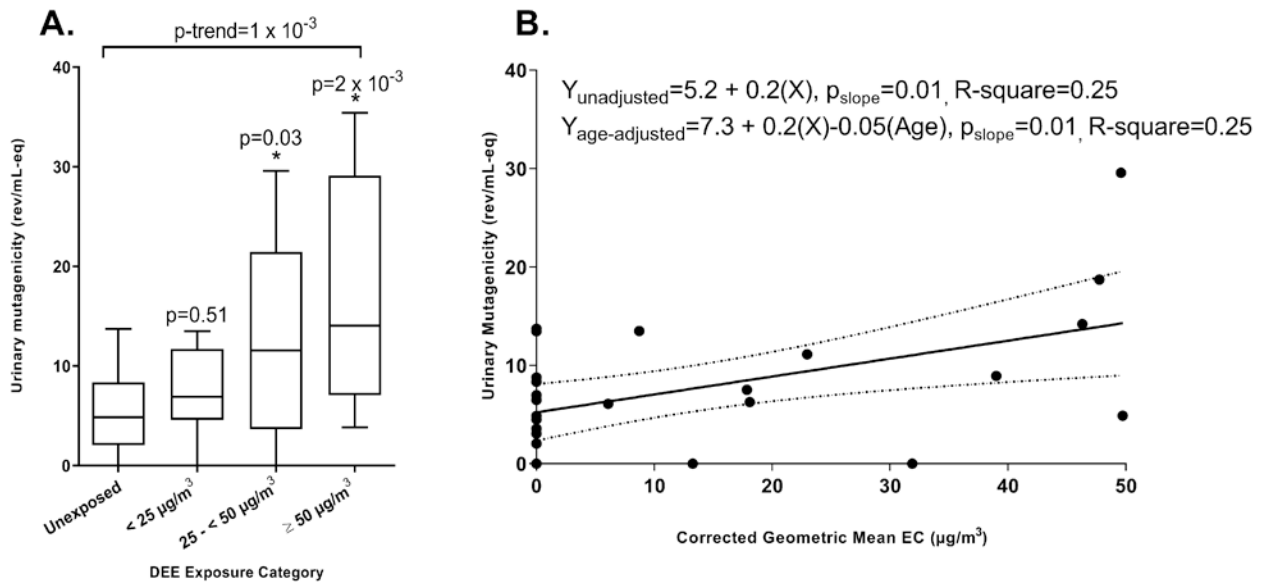 A.
p-trend=1 x 10⁻³
p=2 x 10⁻³
*
p=0.03
*
p=0.51
40
30
20
10
0
Urinary mutagenicity (rev/mL-eq)
Unexposed
< 25 µg/m³
25 - < 50 µg/m³
≥ 50 µg/m³
DEE Exposure Category
B.
Yunadjusted=5.2 + 0.2(X), pslope=0.01, R-square=0.25
Yage-adjusted=7.3 + 0.2(X)-0.05(Age), pslope=0.01, R-square=0.25
40
30
20
10
0
Urinary Mutagenicity (rev/mL-eq)
0 10 20 30 40 50
Corrected Geometric Mean EC (µg/m³)